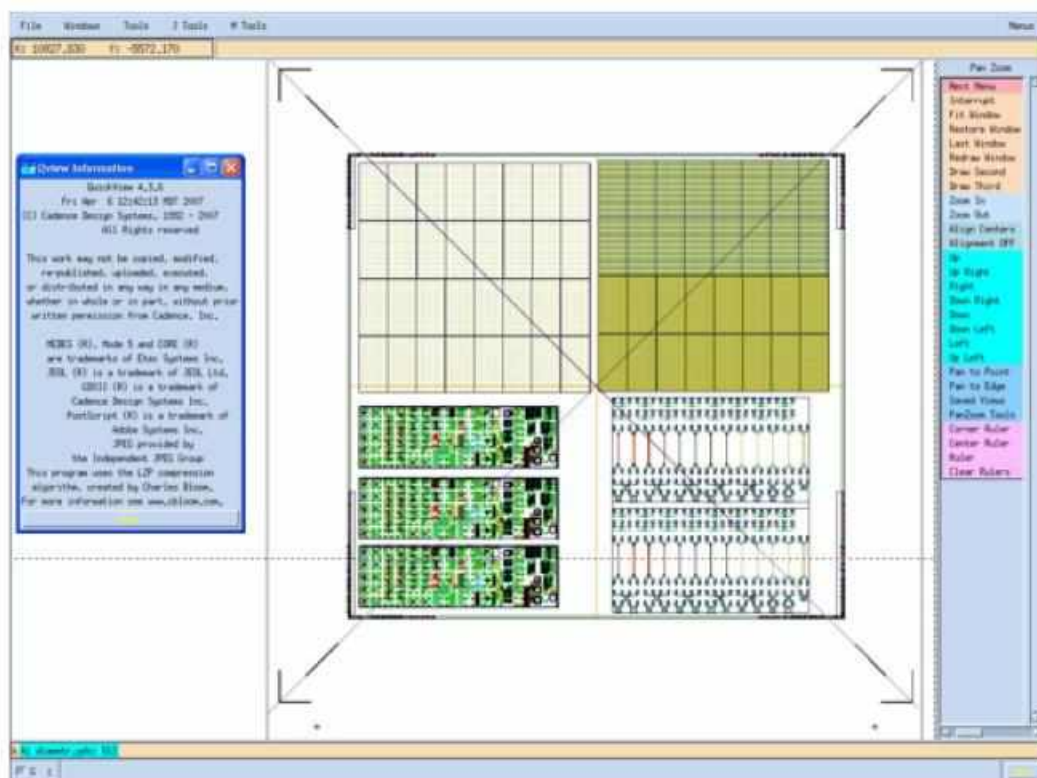 File Windows Tools J Tools M Tools Menus
X: 10827.830 Y: -5572.170
Pan Zoom
Next Menu
Interrupt
Fit Window
Restore Window
Last Window
Redraw Window
Draw Second
Draw Third
Zoom In
Zoom Out
Align Centers
Alignment OFF
Up
Up Right
Right
Down Right
Down
Down Left
Left
Up Left
Pan to Point
Pan to Edge
Saved Views
PanZoom Tools
Corner Ruler
Center Ruler
Ruler
Clear Rulers
Qview Information
QuickView 4.3.6
Fri Apr 6 12:42:13 MDT 2007
(C) Cadence Design Systems, 1992 - 2007
All Rights reserved
This work may not be copied, modified,
re-published, uploaded, executed,
or distributed in any way in any medium,
whether in whole or in part, without prior
written permission from Cadence, Inc.
MEBES (R), Mode 5 and CORE (R)
are trademarks of Etec Systems Inc.
JEOL (R) is a trademark of JEOL Ltd.
GDSII (R) is a trademark of
Cadence Design Systems Inc.
PostScript (R) is a trademark of
Adobe Systems Inc.
JPEG provided by
the Independent JPEG Group
This program uses the LZP compression
algorithm, created by Charles Bloom.
For more information see www.cbloom.com.